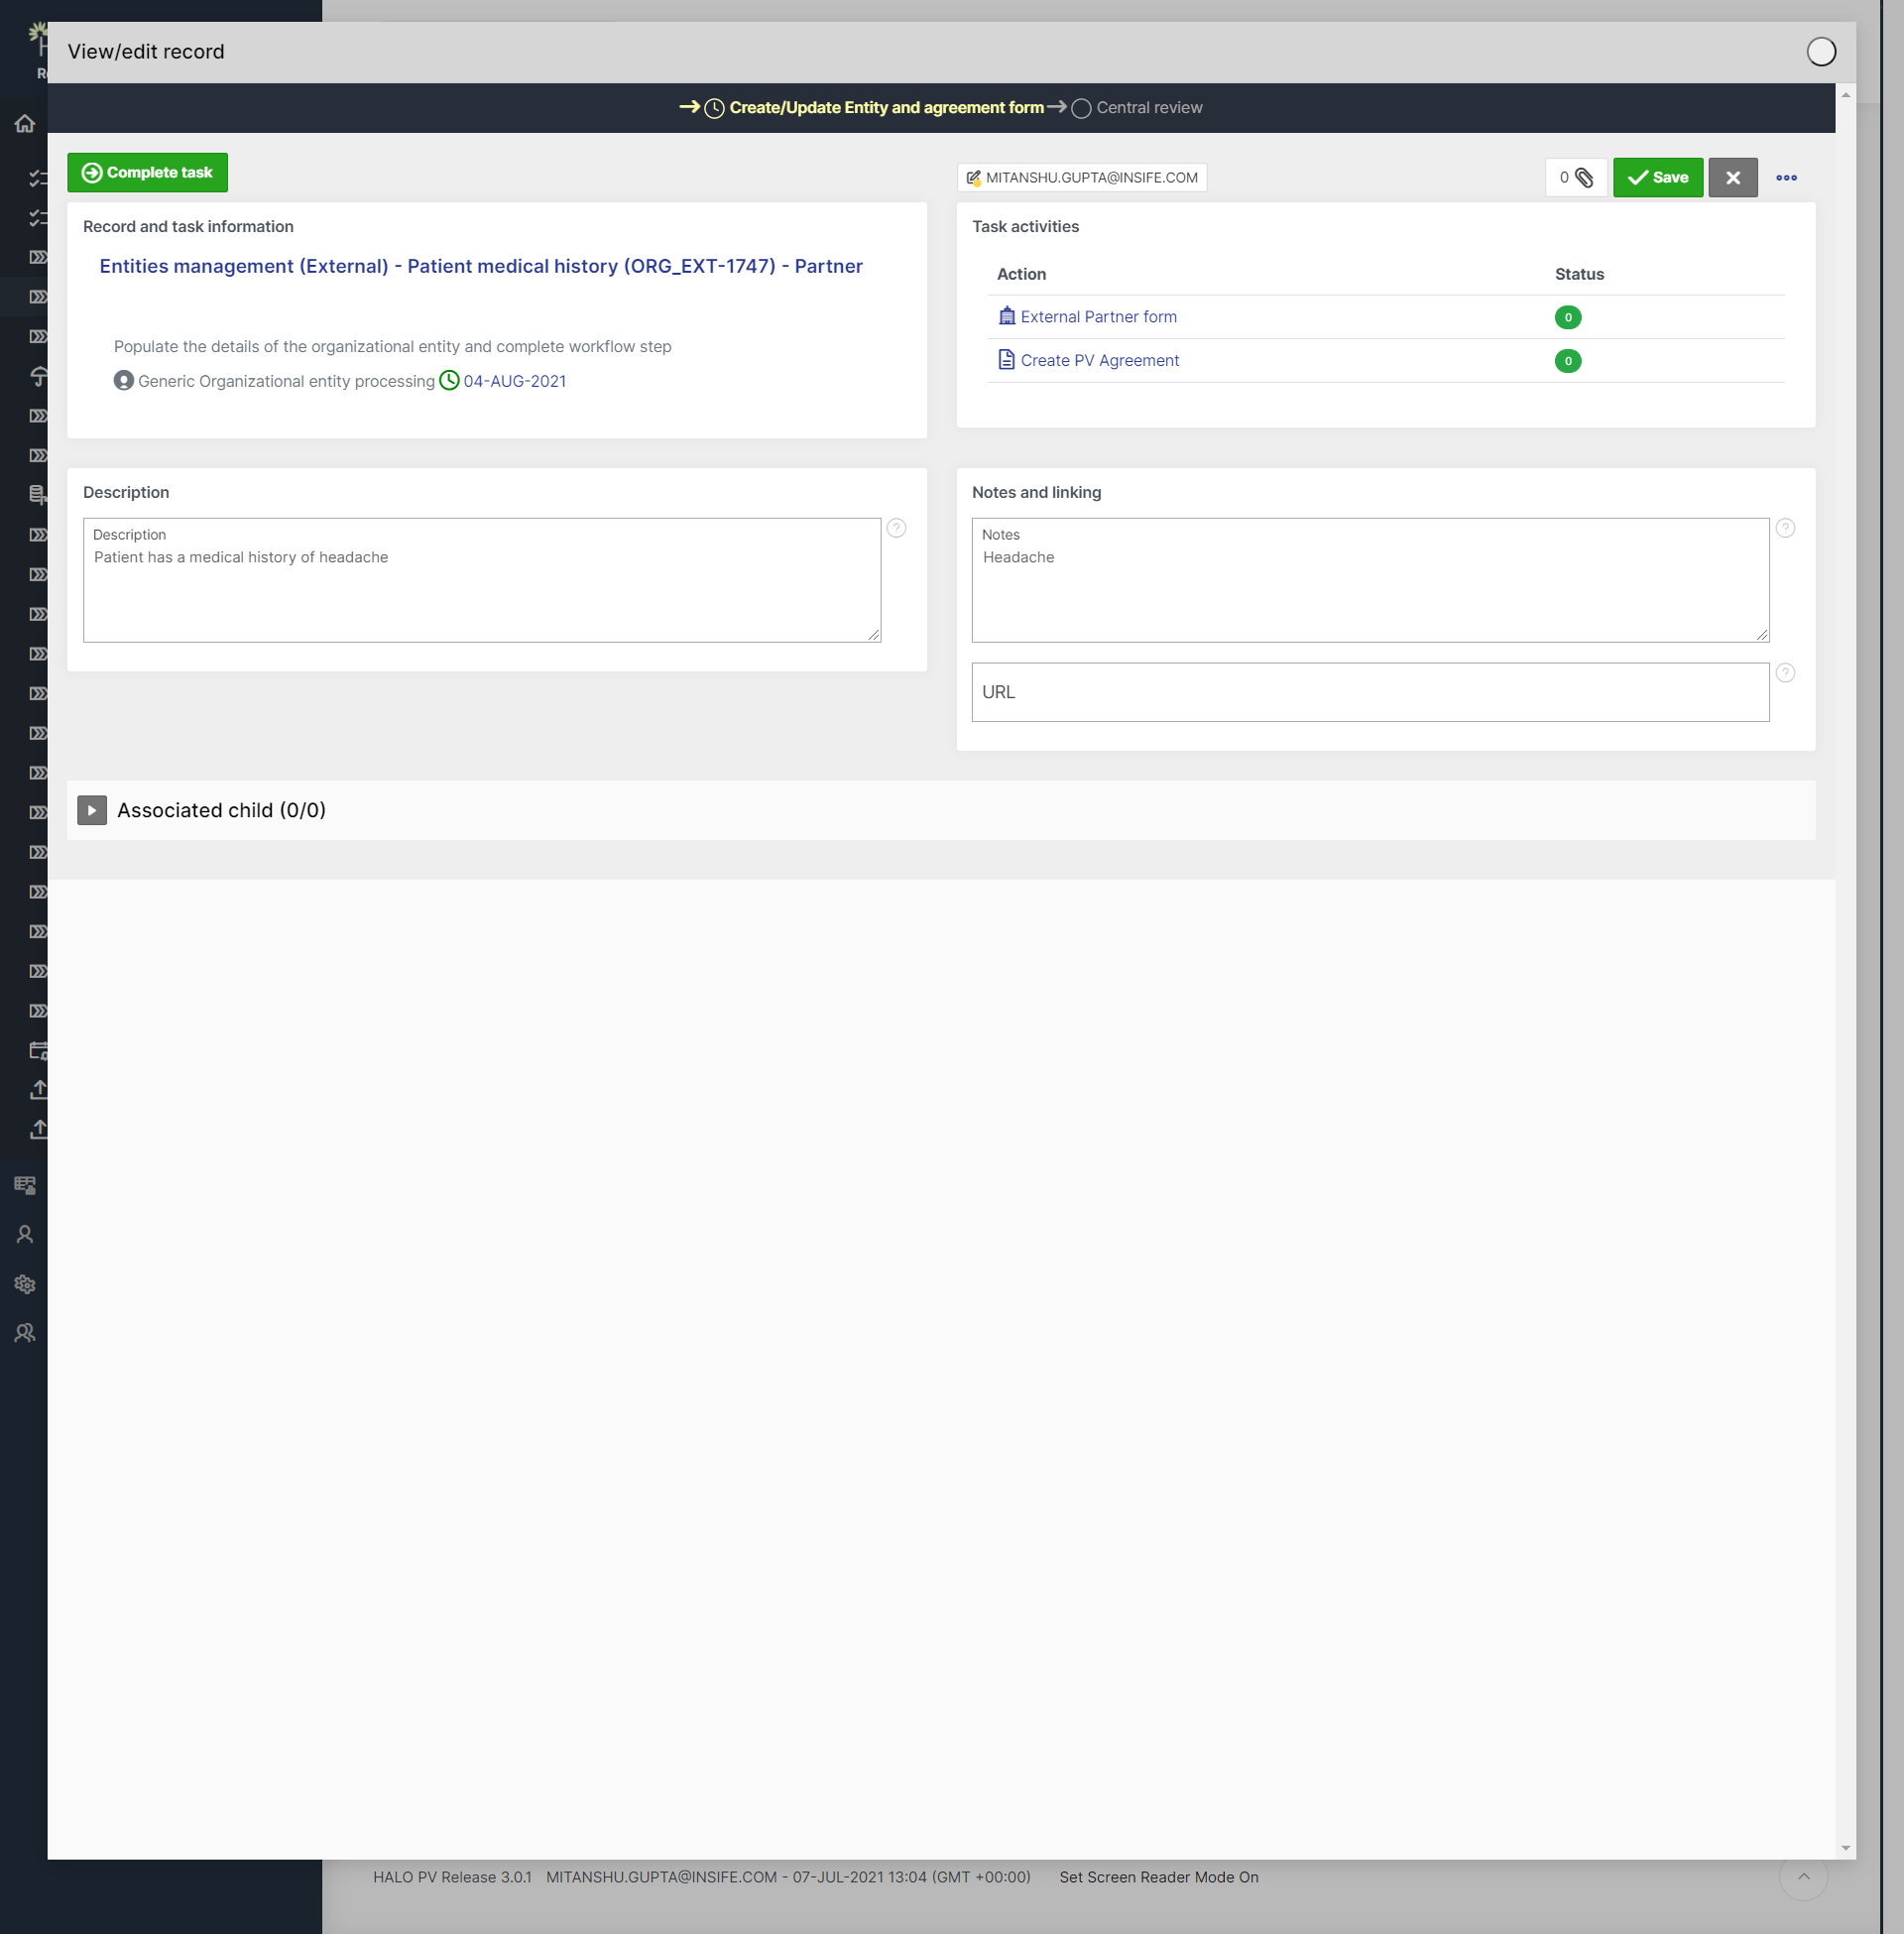 View/edit record
Create/Update Entity and agreement form
Central review
Complete task
MITANSHU.GUPTA@INSIFE.COM
0
Save
Record and task information
Entities management (External) - Patient medical history (ORG_EXT-1747) - Partner
Populate the details of the organizational entity and complete workflow step
Generic Organizational entity processing 04-AUG-2021
Task activities
Action Status
External Partner form 0
Create PV Agreement 0
Description
Description
Patient has a medical history of headache
Notes and linking
Notes
Headache
URL
Associated child (0/0)
HALO PV Release 3.0.1 MITANSHU.GUPTA@INSIFE.COM - 07-JUL-2021 13:04 (GMT +00:00) Set Screen Reader Mode On